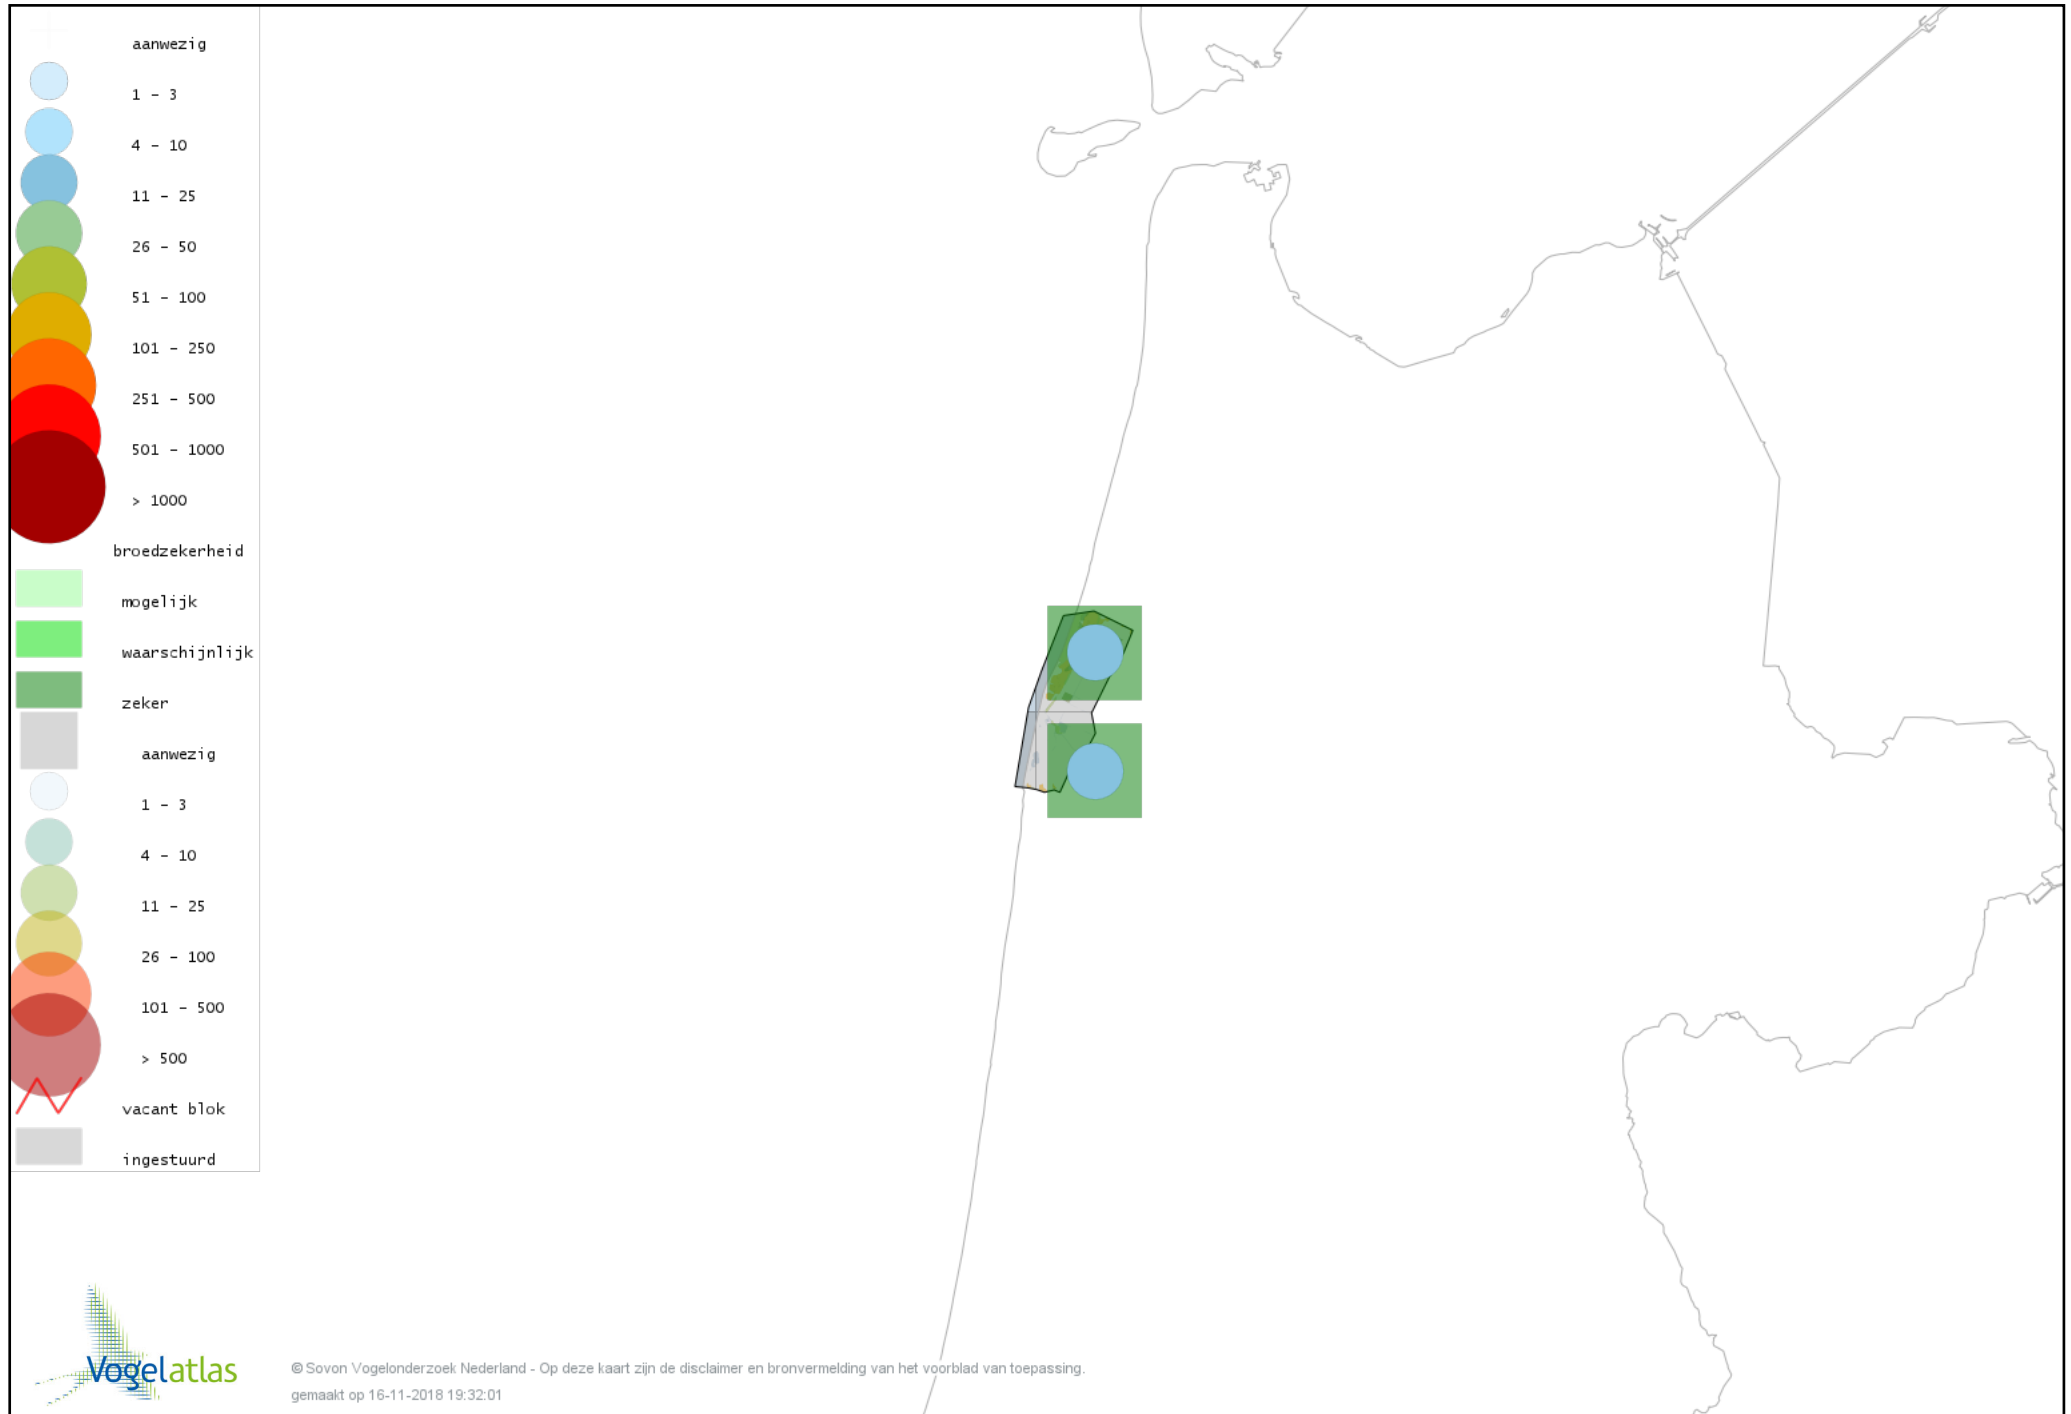 aanwezig
1 - 3
4 - 10
11 - 25
26 - 50
51 - 100
101 - 250
251 - 500
501 - 1000
> 1000
broedzekerheid
mogelijk
waarschijnlijk
zeker
aanwezig
1 - 3
4 - 10
11 - 25
26 - 100
101 - 500
> 500
vacant blok
ingestuurd
Vogelatlas
© Sovon Vogelonderzoek Nederland - Op deze kaart zijn de disclaimer en bronvermelding van het voorblad van toepassing.
gemaakt op 16-11-2018 19:32:01